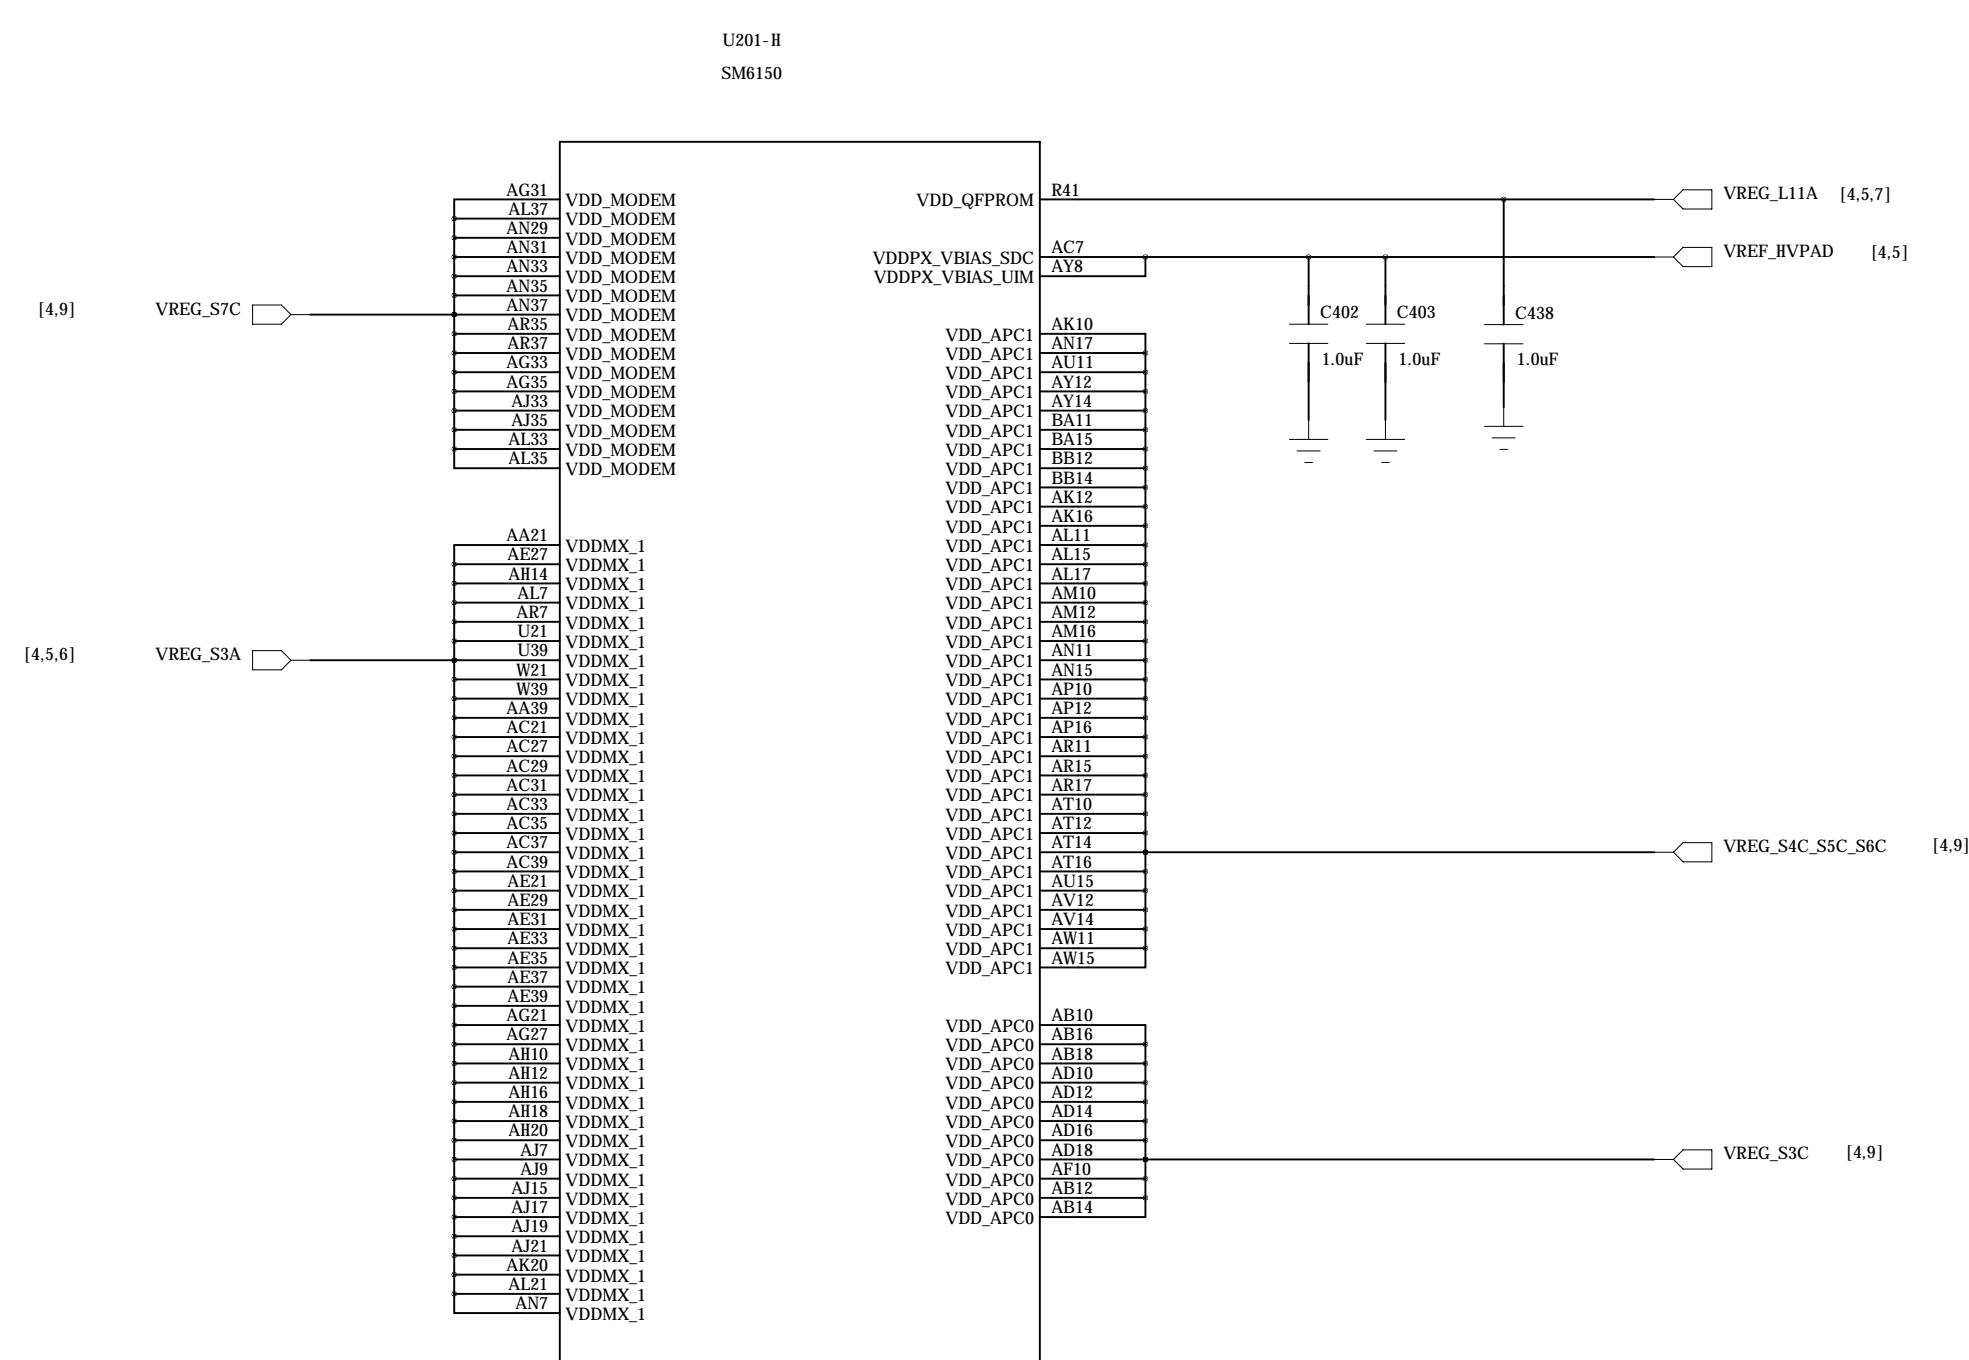 U201-H
SM6150
AG31 VDD_MODEM
AL37 VDD_MODEM
AN29 VDD_MODEM
AN31 VDD_MODEM
AN33 VDD_MODEM
AN35 VDD_MODEM
[4,9] VREG_S7C AN37 VDD_MODEM
AR35 VDD_MODEM
AR37 VDD_MODEM
AG33 VDD_MODEM
AG35 VDD_MODEM
AJ33 VDD_MODEM
AJ35 VDD_MODEM
AL33 VDD_MODEM
AL35 VDD_MODEM
AA21 VDDMX_1
AE27 VDDMX_1
AH14 VDDMX_1
AL7 VDDMX_1
AR7 VDDMX_1
U21 VDDMX_1
[4,5,6] VREG_S3A U39 VDDMX_1
W21 VDDMX_1
W39 VDDMX_1
AA39 VDDMX_1
AC21 VDDMX_1
AC27 VDDMX_1
AC29 VDDMX_1
AC31 VDDMX_1
AC33 VDDMX_1
AC35 VDDMX_1
AC37 VDDMX_1
AC39 VDDMX_1
AE21 VDDMX_1
AE29 VDDMX_1
AE31 VDDMX_1
AE33 VDDMX_1
AE35 VDDMX_1
AE37 VDDMX_1
AE39 VDDMX_1
AG21 VDDMX_1
AG27 VDDMX_1
AH10 VDDMX_1
AH12 VDDMX_1
AH16 VDDMX_1
AH18 VDDMX_1
AH20 VDDMX_1
AJ7 VDDMX_1
AJ9 VDDMX_1
AJ15 VDDMX_1
AJ17 VDDMX_1
AJ19 VDDMX_1
AJ21 VDDMX_1
AK20 VDDMX_1
AL21 VDDMX_1
AN7 VDDMX_1
VDD_QFPROM R41 VREG_L11A [4,5,7]
VDDPX_VBIAS_SDC AC7 VREF_HVPAD [4,5]
VDDPX_VBIAS_UIM AY8
C402 C403 C438
1.0uF 1.0uF 1.0uF
VDD_APC1 AK10
VDD_APC1 AN17
VDD_APC1 AU11
VDD_APC1 AY12
VDD_APC1 AY14
VDD_APC1 BA11
VDD_APC1 BA15
VDD_APC1 BB12
VDD_APC1 BB14
VDD_APC1 AK12
VDD_APC1 AK16
VDD_APC1 AL11
VDD_APC1 AL15
VDD_APC1 AL17
VDD_APC1 AM10
VDD_APC1 AM12
VDD_APC1 AM16
VDD_APC1 AN11
VDD_APC1 AN15
VDD_APC1 AP10
VDD_APC1 AP12
VDD_APC1 AP16
VDD_APC1 AR11
VDD_APC1 AR15
VDD_APC1 AR17
VDD_APC1 AT10
VDD_APC1 AT12
VDD_APC1 AT14 VREG_S4C_S5C_S6C [4,9]
VDD_APC1 AT16
VDD_APC1 AU15
VDD_APC1 AV12
VDD_APC1 AV14
VDD_APC1 AW11
VDD_APC1 AW15
VDD_APC0 AB10
VDD_APC0 AB16
VDD_APC0 AB18
VDD_APC0 AD10
VDD_APC0 AD12
VDD_APC0 AD14
VDD_APC0 AD16
VDD_APC0 AD18 VREG_S3C [4,9]
VDD_APC0 AF10
VDD_APC0 AB12
VDD_APC0 AB14